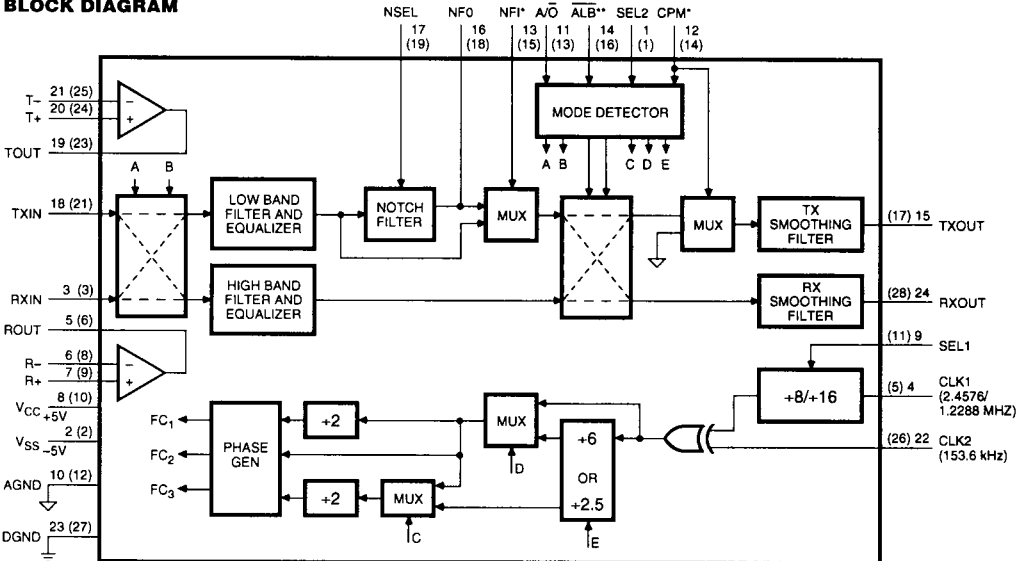 BLOCK DIAGRAM
NSEL NF0 NFI* A/O̅ A̅L̅B̅** SEL2 CPM*
17 16 13 11 14 1 12
(19) (18) (15) (13) (16) (1) (14)
T− 21 (25)
T+ 20 (24)
−
+
TOUT 19 (23)
MODE DETECTOR
A B C D E
A B
TXIN 18 (21)
LOW BAND
FILTER AND
EQUALIZER
NOTCH
FILTER
MUX
MUX
TX
SMOOTHING
FILTER
(17) 15 TXOUT
RXIN 3 (3)
HIGH BAND
FILTER AND
EQUALIZER
RX
SMOOTHING
FILTER
(28) 24 RXOUT
ROUT 5 (6)
R− 6 (8)
R+ 7 (9)
−
+
(11) 9 SEL1
÷8/÷16
(5) 4 CLK1
(2.4576/
1.2288 MHZ)
(26) 22 CLK2
(153.6 kHz)
VCC 8 (10)
+5V
VSS 2 (2)
−5V
AGND 10 (12)
DGND 23 (27)
FC1
FC2
FC3
PHASE
GEN
÷2
÷2
MUX
C
MUX
D
÷6
OR
÷2.5
E